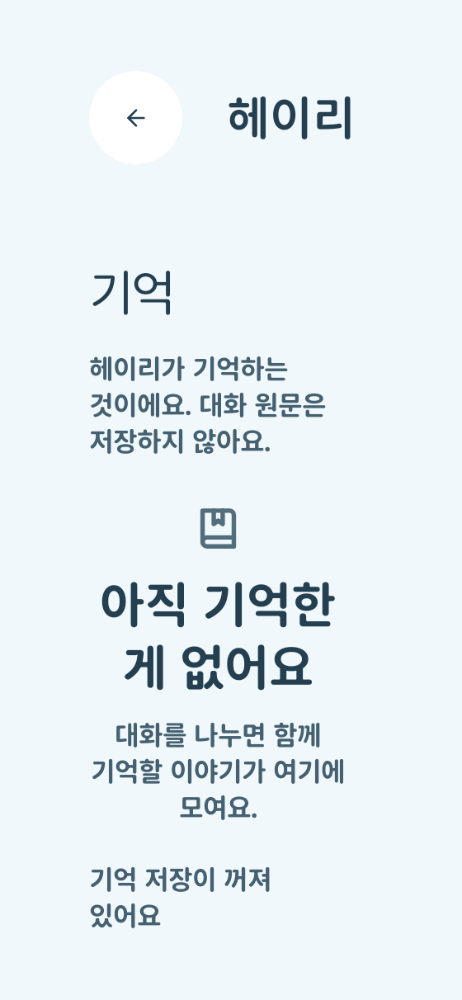 헤이리
기억
헤이리가 기억하는
것이에요. 대화 원문은
저장하지 않아요.
아직 기억한
게 없어요
대화를 나누면 함께
기억할 이야기가 여기에
모여요.
기억 저장이 꺼져
있어요